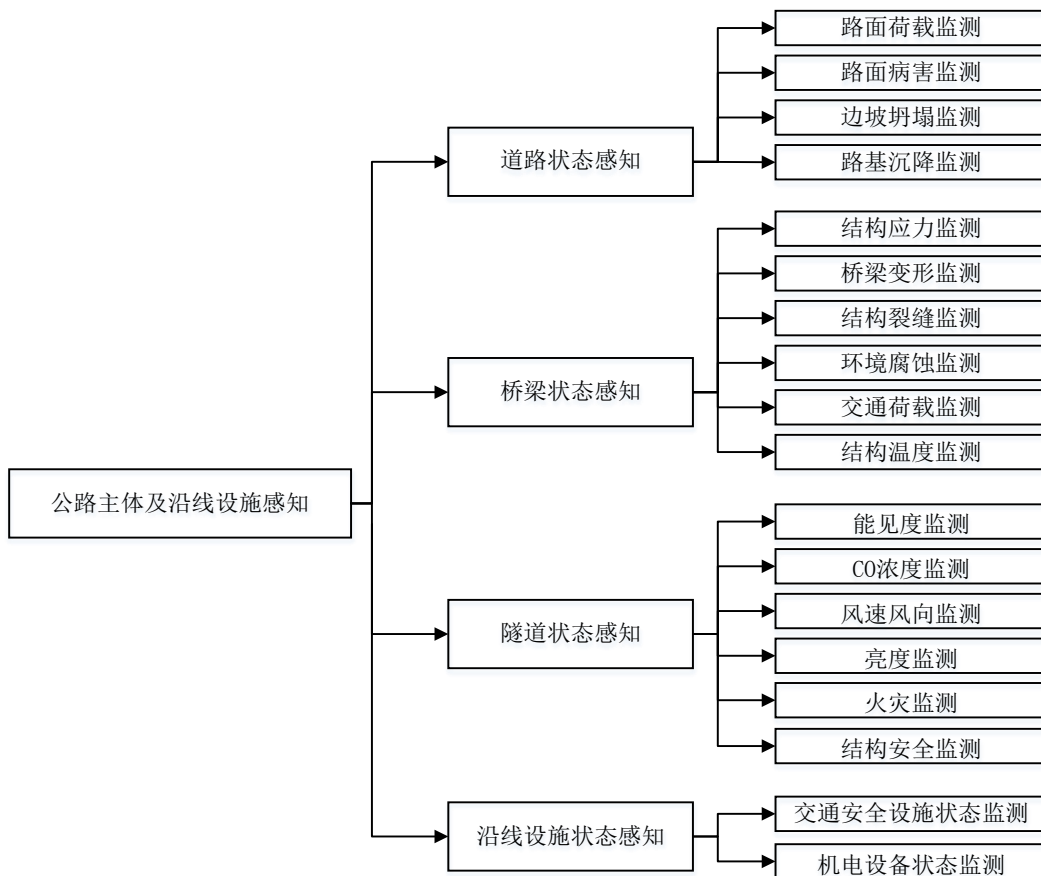 公路主体及沿线设施感知
道路状态感知
路面荷载监测
路面病害监测
边坡坍塌监测
路基沉降监测
桥梁状态感知
结构应力监测
桥梁变形监测
结构裂缝监测
环境腐蚀监测
交通荷载监测
结构温度监测
隧道状态感知
能见度监测
CO浓度监测
风速风向监测
亮度监测
火灾监测
结构安全监测
沿线设施状态感知
交通安全设施状态监测
机电设备状态监测